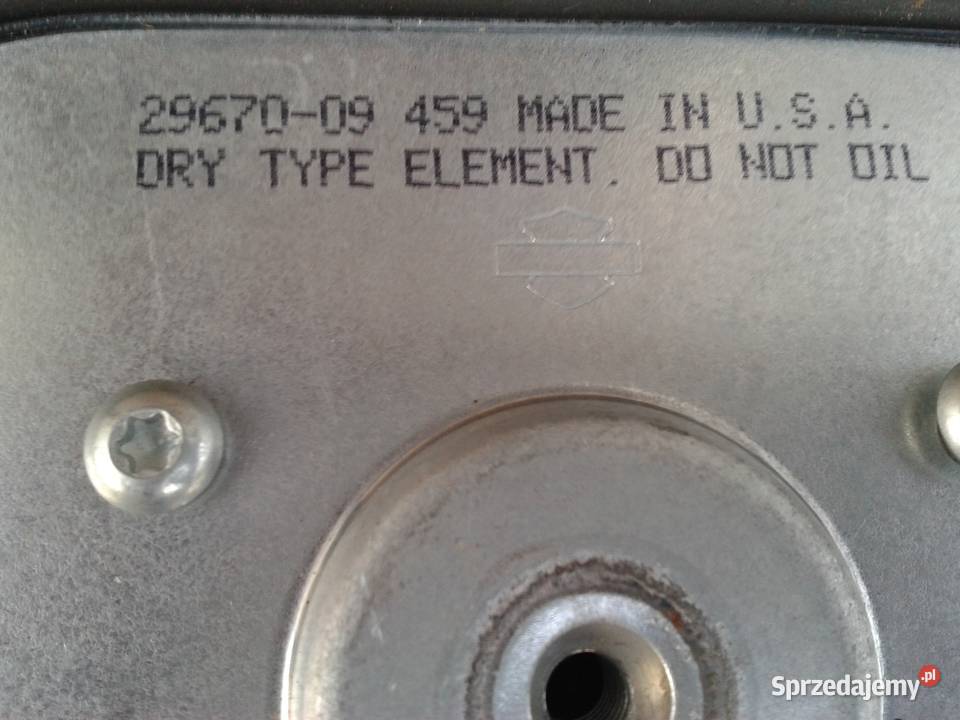 29670-09 459 MADE IN U.S.A.
DRY TYPE ELEMENT. DO NOT OIL
Sprzedajemy.pl